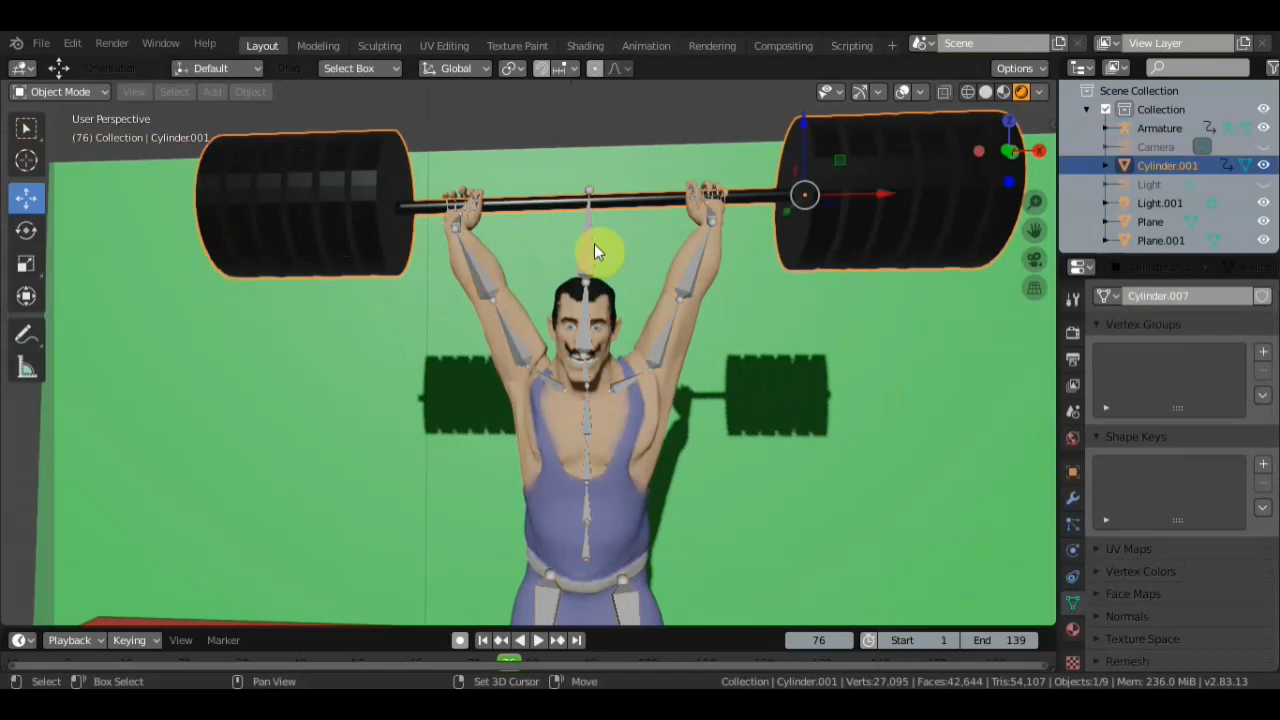 File Edit Render Window Help Layout Modeling Sculpting UV Editing Texture Paint Shading Animation Rendering Compositing Scripting + Scene View Layer
Orientation: Default Drag: Select Box Global Options
Object Mode View Select Add Object
User Perspective
(76) Collection | Cylinder.001
Z
X
Scene Collection
Collection
Armature
Camera
Cylinder.001
Light
Light.001
Plane
Plane.001
Cylinder.007
Vertex Groups
Shape Keys
UV Maps
Vertex Colors
Face Maps
Normals
Texture Space
Remesh
Playback Keying View Marker 76 Start 1 End 139
76
Select Box Select Pan View Set 3D Cursor Move Collection | Cylinder.001 | Verts:27,095 | Faces:42,644 | Tris:54,107 | Objects:1/9 | Mem: 236.0 MiB | v2.83.13